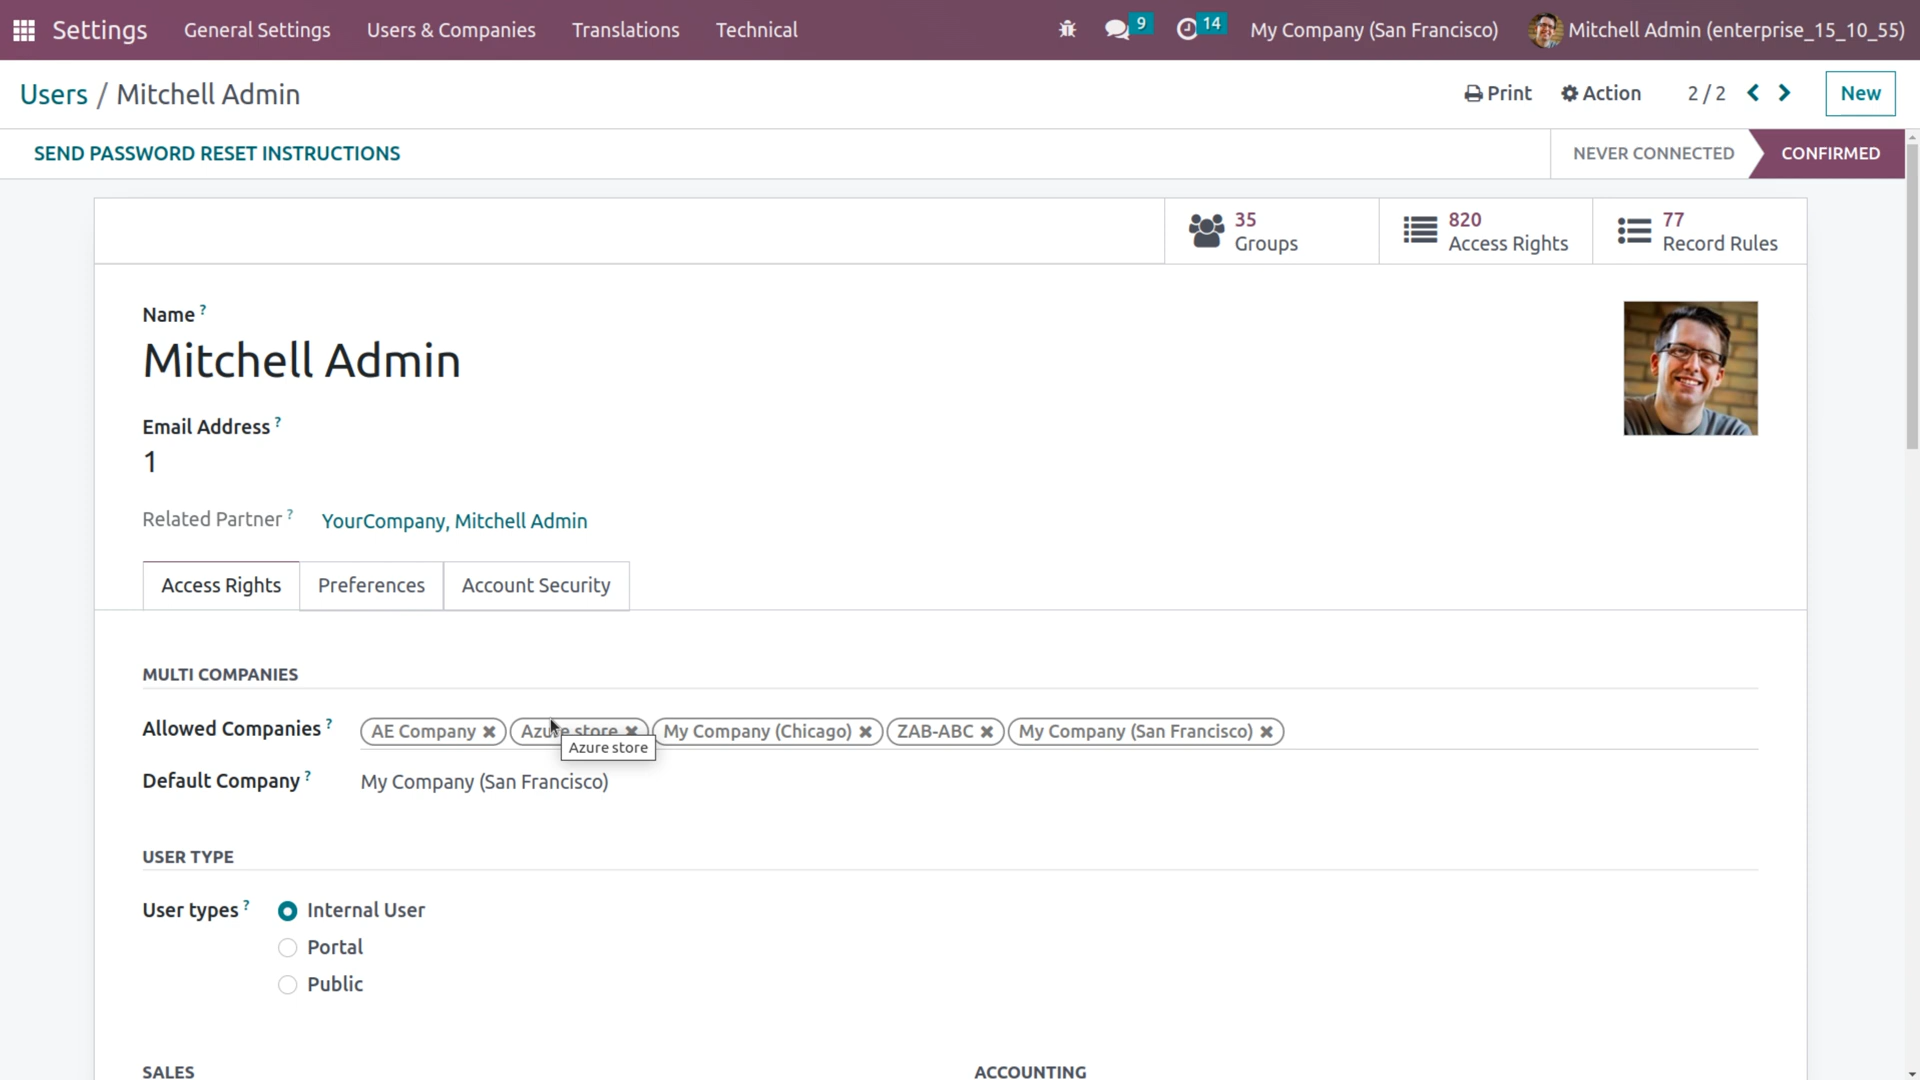 Settings General Settings Users & Companies Translations Technical 9 14 My Company (San Francisco) Mitchell Admin (enterprise_15_10_55)
Users / Mitchell Admin Print Action 2 / 2 New
SEND PASSWORD RESET INSTRUCTIONS NEVER CONNECTED CONFIRMED
35 Groups
820 Access Rights
77 Record Rules
Name ?
Mitchell Admin
Email Address ?
1
Related Partner ? YourCompany, Mitchell Admin
Access Rights Preferences Account Security
MULTI COMPANIES
Allowed Companies ? AE Company Azure store My Company (Chicago) ZAB-ABC My Company (San Francisco)
Azure store
Default Company ? My Company (San Francisco)
USER TYPE
User types ? Internal User
Portal
Public
SALES ACCOUNTING